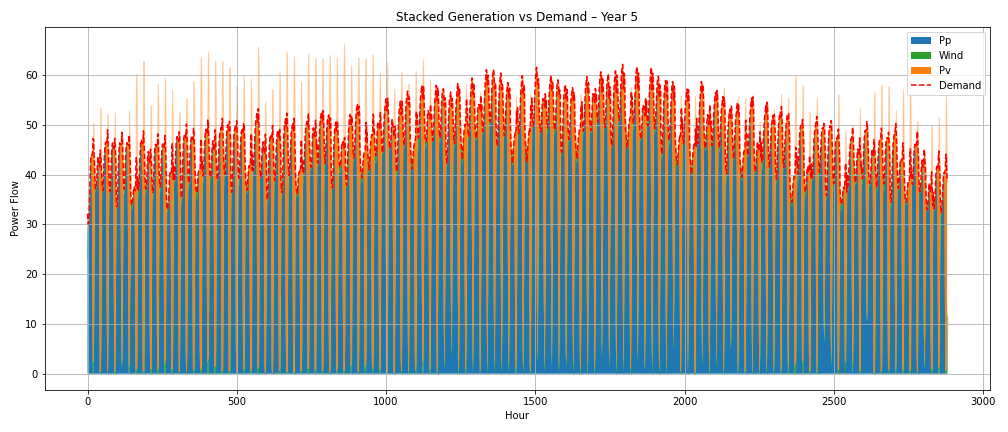 Stacked Generation vs Demand – Year 5
Pp
Wind
Pv
Demand
Power Flow
60
50
40
30
20
10
0
0 500 1000 1500 2000 2500 3000
Hour